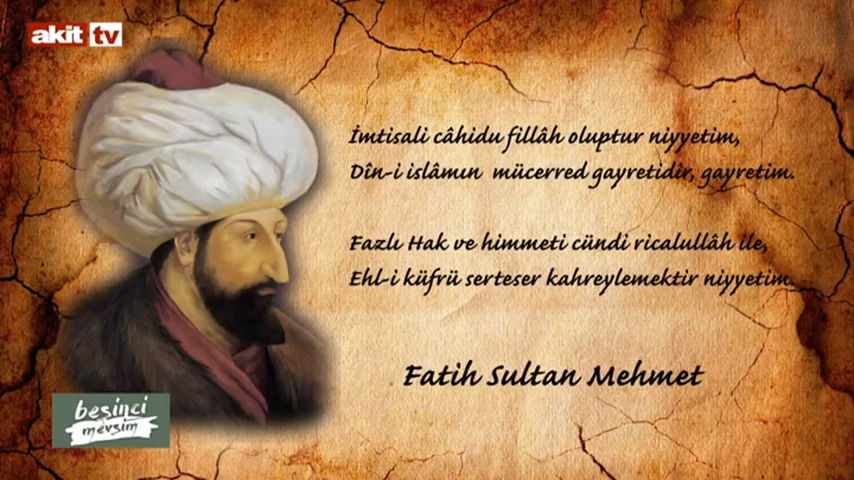 akit tv
İmtisali câhidu fillâh oluptur niyyetim,
Dîn-i islâmın mücerred gayretidir, gayretim.
Fazlı Hak ve himmeti cündi ricalullâh ile,
Ehl-i küfrü serteser kahreylemektir niyyetim.
Fatih Sultan Mehmet
beşinci
mevsim